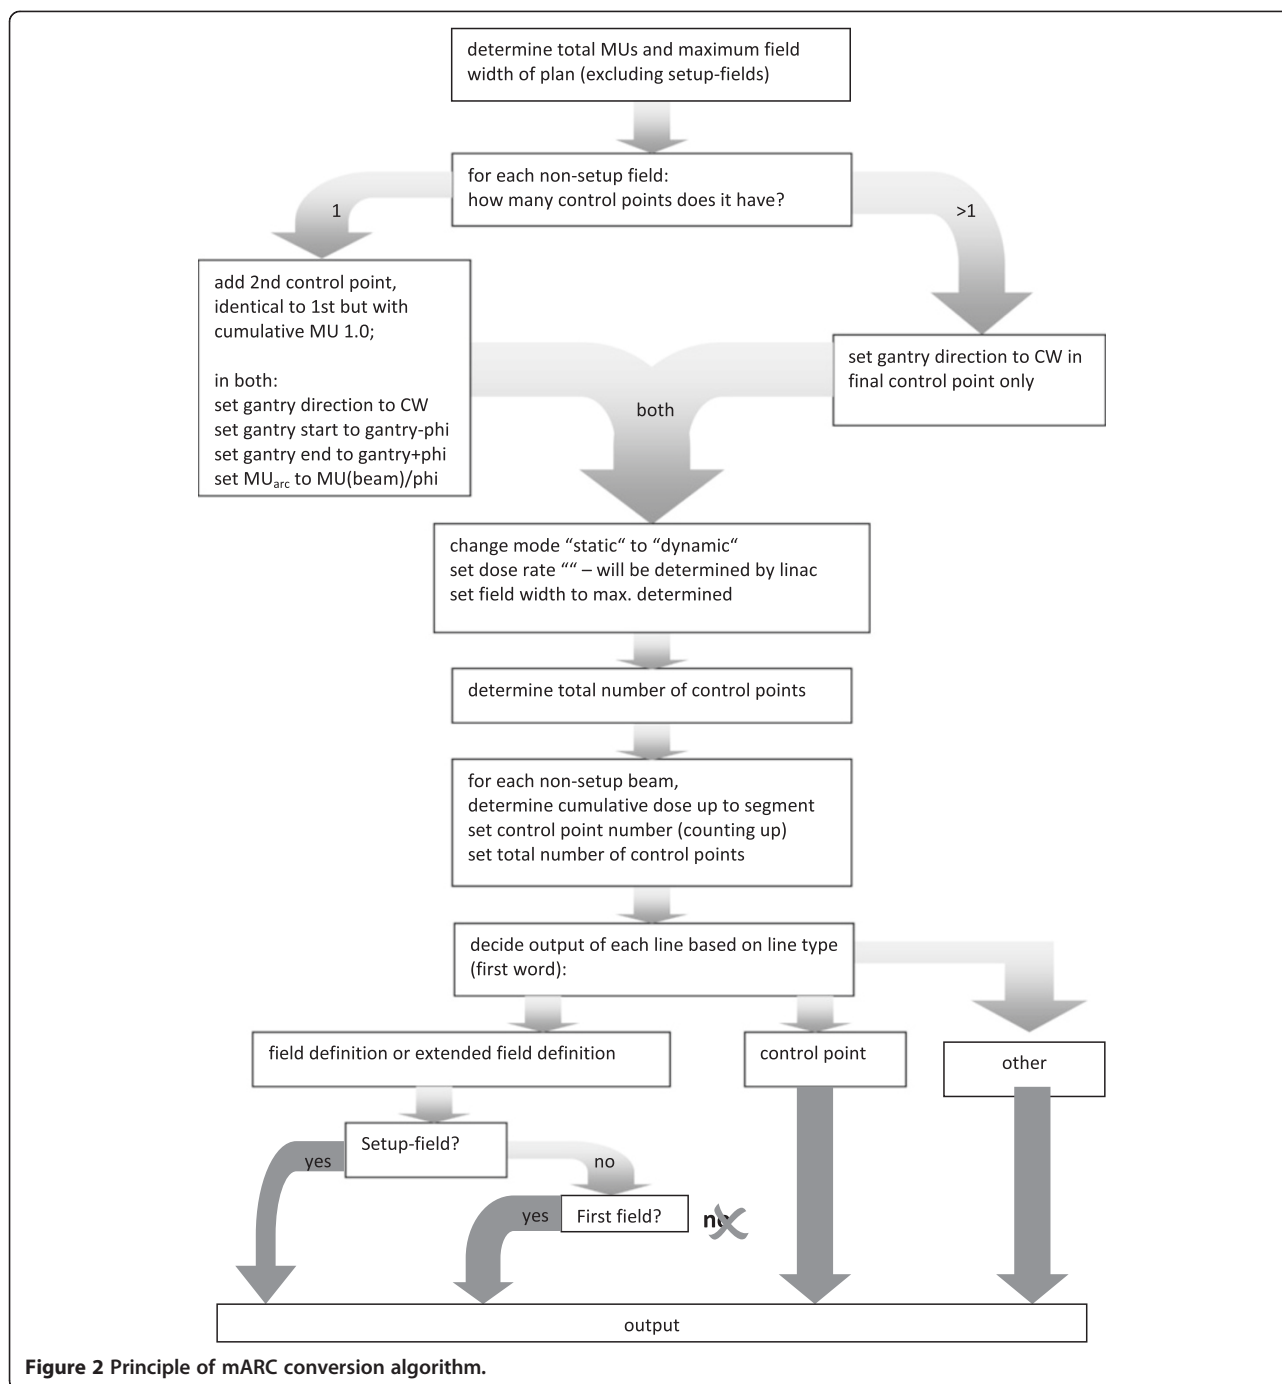 determine total MUs and maximum field
width of plan (excluding setup-fields)
for each non-setup field:
how many control points does it have?
1
>1
add 2nd control point,
identical to 1st but with
cumulative MU 1.0;
in both:
set gantry direction to CW
set gantry start to gantry-phi
set gantry end to gantry+phi
set MUarc to MU(beam)/phi
set gantry direction to CW in
final control point only
both
change mode “static“ to “dynamic“
set dose rate ““ – will be determined by linac
set field width to max. determined
determine total number of control points
for each non-setup beam,
determine cumulative dose up to segment
set control point number (counting up)
set total number of control points
decide output of each line based on line type
(first word):
field definition or extended field definition
control point
other
Setup-field?
yes
no
First field?
yes
no
output
Figure 2 Principle of mARC conversion algorithm.